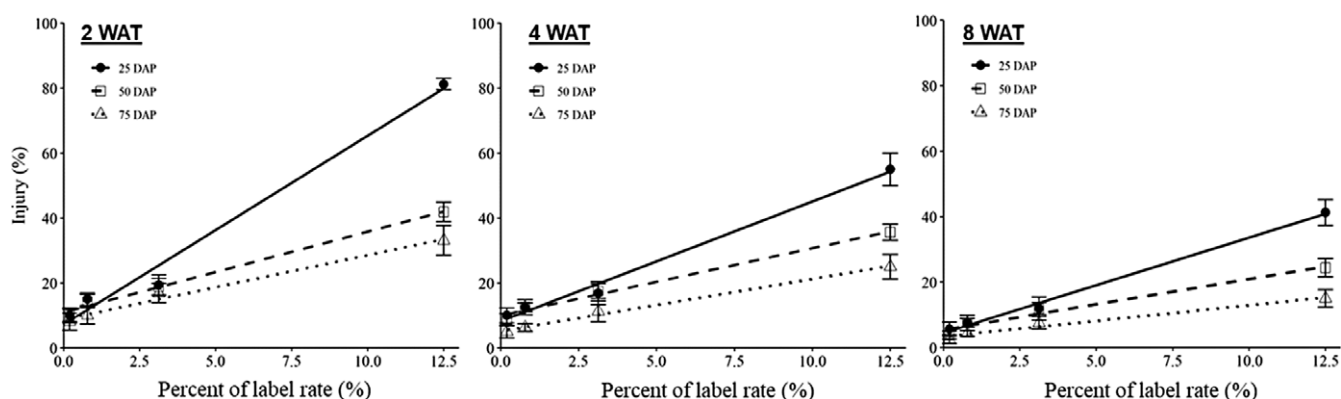 2 WAT
25 DAP
50 DAP
75 DAP
100
80
60
40
20
0
Injury (%)
0.0 2.5 5.0 7.5 10.0 12.5
Percent of label rate (%)
4 WAT
25 DAP
50 DAP
75 DAP
100
80
60
40
20
0
0.0 2.5 5.0 7.5 10.0 12.5
Percent of label rate (%)
8 WAT
25 DAP
50 DAP
75 DAP
100
80
60
40
20
0
0.0 2.5 5.0 7.5 10.0 12.5
Percent of label rate (%)